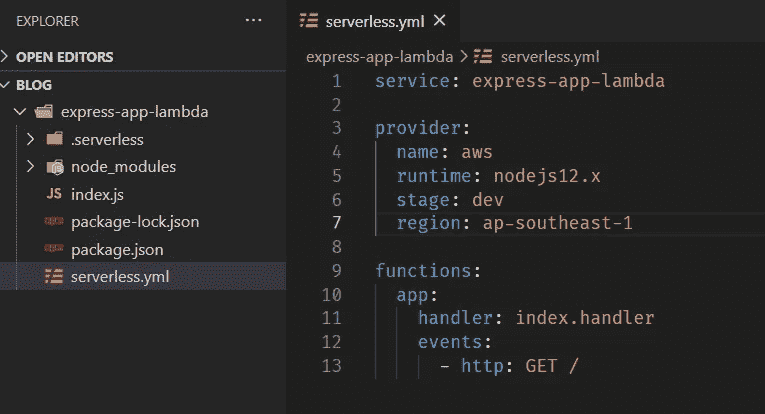 EXPLORER
...
OPEN EDITORS
BLOG
express-app-lambda
.serverless
node_modules
JS index.js
package-lock.json
package.json
serverless.yml
serverless.yml ×
express-app-lambda > serverless.yml
1 service: express-app-lambda
2
3 provider:
4 name: aws
5 runtime: nodejs12.x
6 stage: dev
7 region: ap-southeast-1
8
9 functions:
10 app:
11 handler: index.handler
12 events:
13 - http: GET /